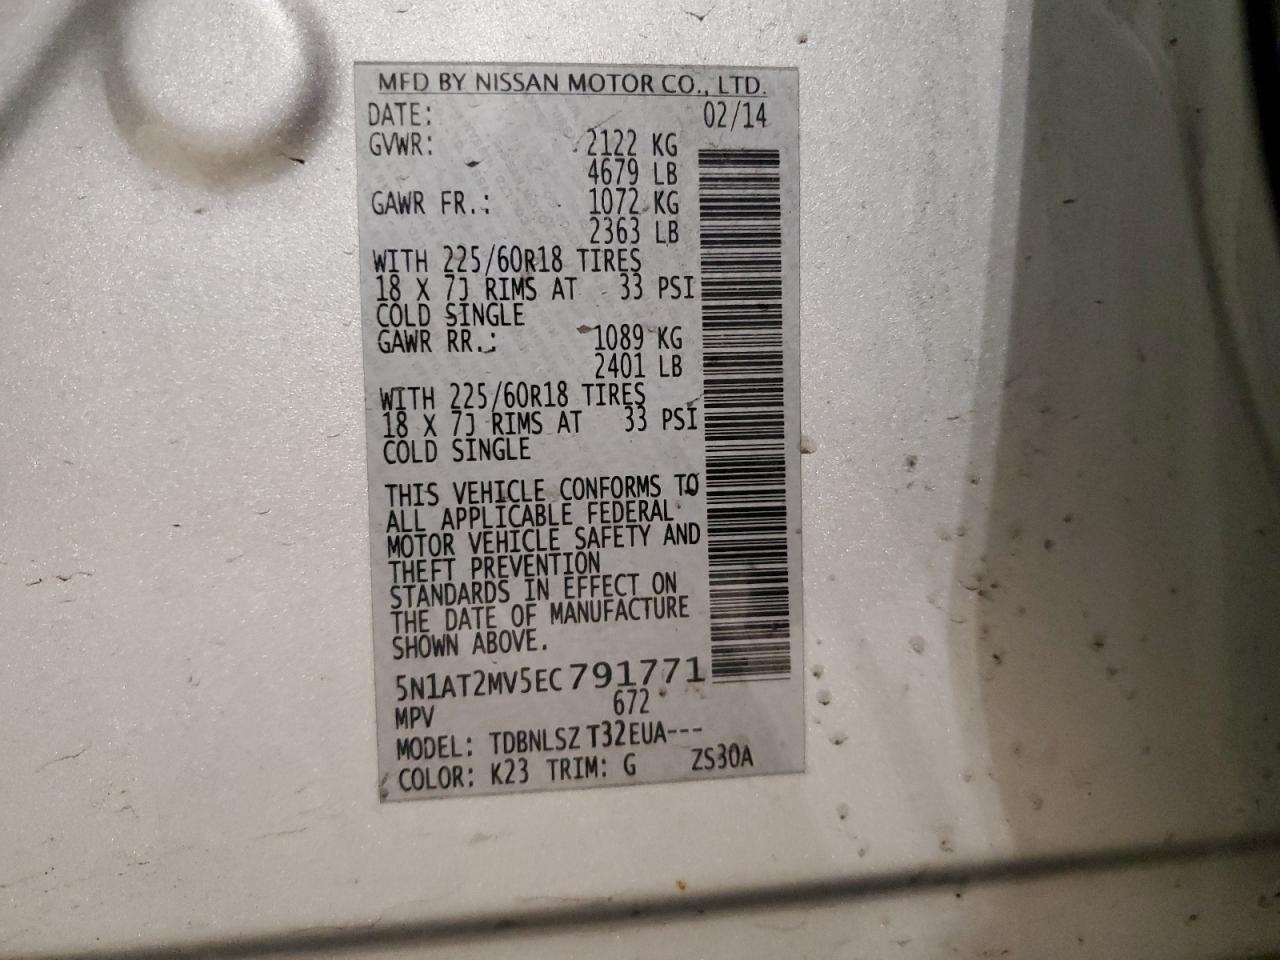 MFD BY NISSAN MOTOR CO., LTD.
DATE: 02/14
GVWR: 2122 KG
4679 LB
GAWR FR.: 1072 KG
2363 LB
WITH 225/60R18 TIRES
18 X 7J RIMS AT 33 PSI
COLD SINGLE
GAWR RR.: 1089 KG
2401 LB
WITH 225/60R18 TIRES
18 X 7J RIMS AT 33 PSI
COLD SINGLE
THIS VEHICLE CONFORMS TO
ALL APPLICABLE FEDERAL
MOTOR VEHICLE SAFETY AND
THEFT PREVENTION
STANDARDS IN EFFECT ON
THE DATE OF MANUFACTURE
SHOWN ABOVE.
5N1AT2MV5EC791771
MPV 672
MODEL: TDBNLSZ T32EUA---
COLOR: K23 TRIM: G ZS30A